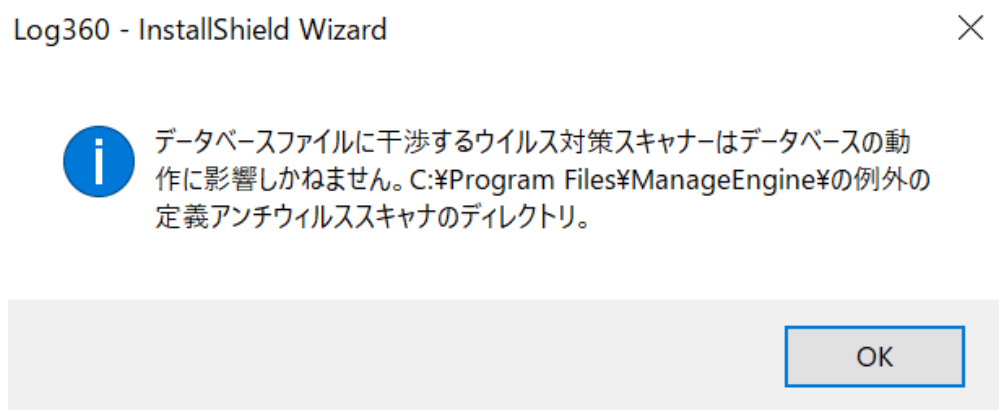 Log360 - InstallShield Wizard
データベースファイルに干渉するウイルス対策スキャナーはデータベースの動
作に影響しかねません。C:¥Program Files¥ManageEngine¥の例外の
定義アンチウィルススキャナのディレクトリ。
OK